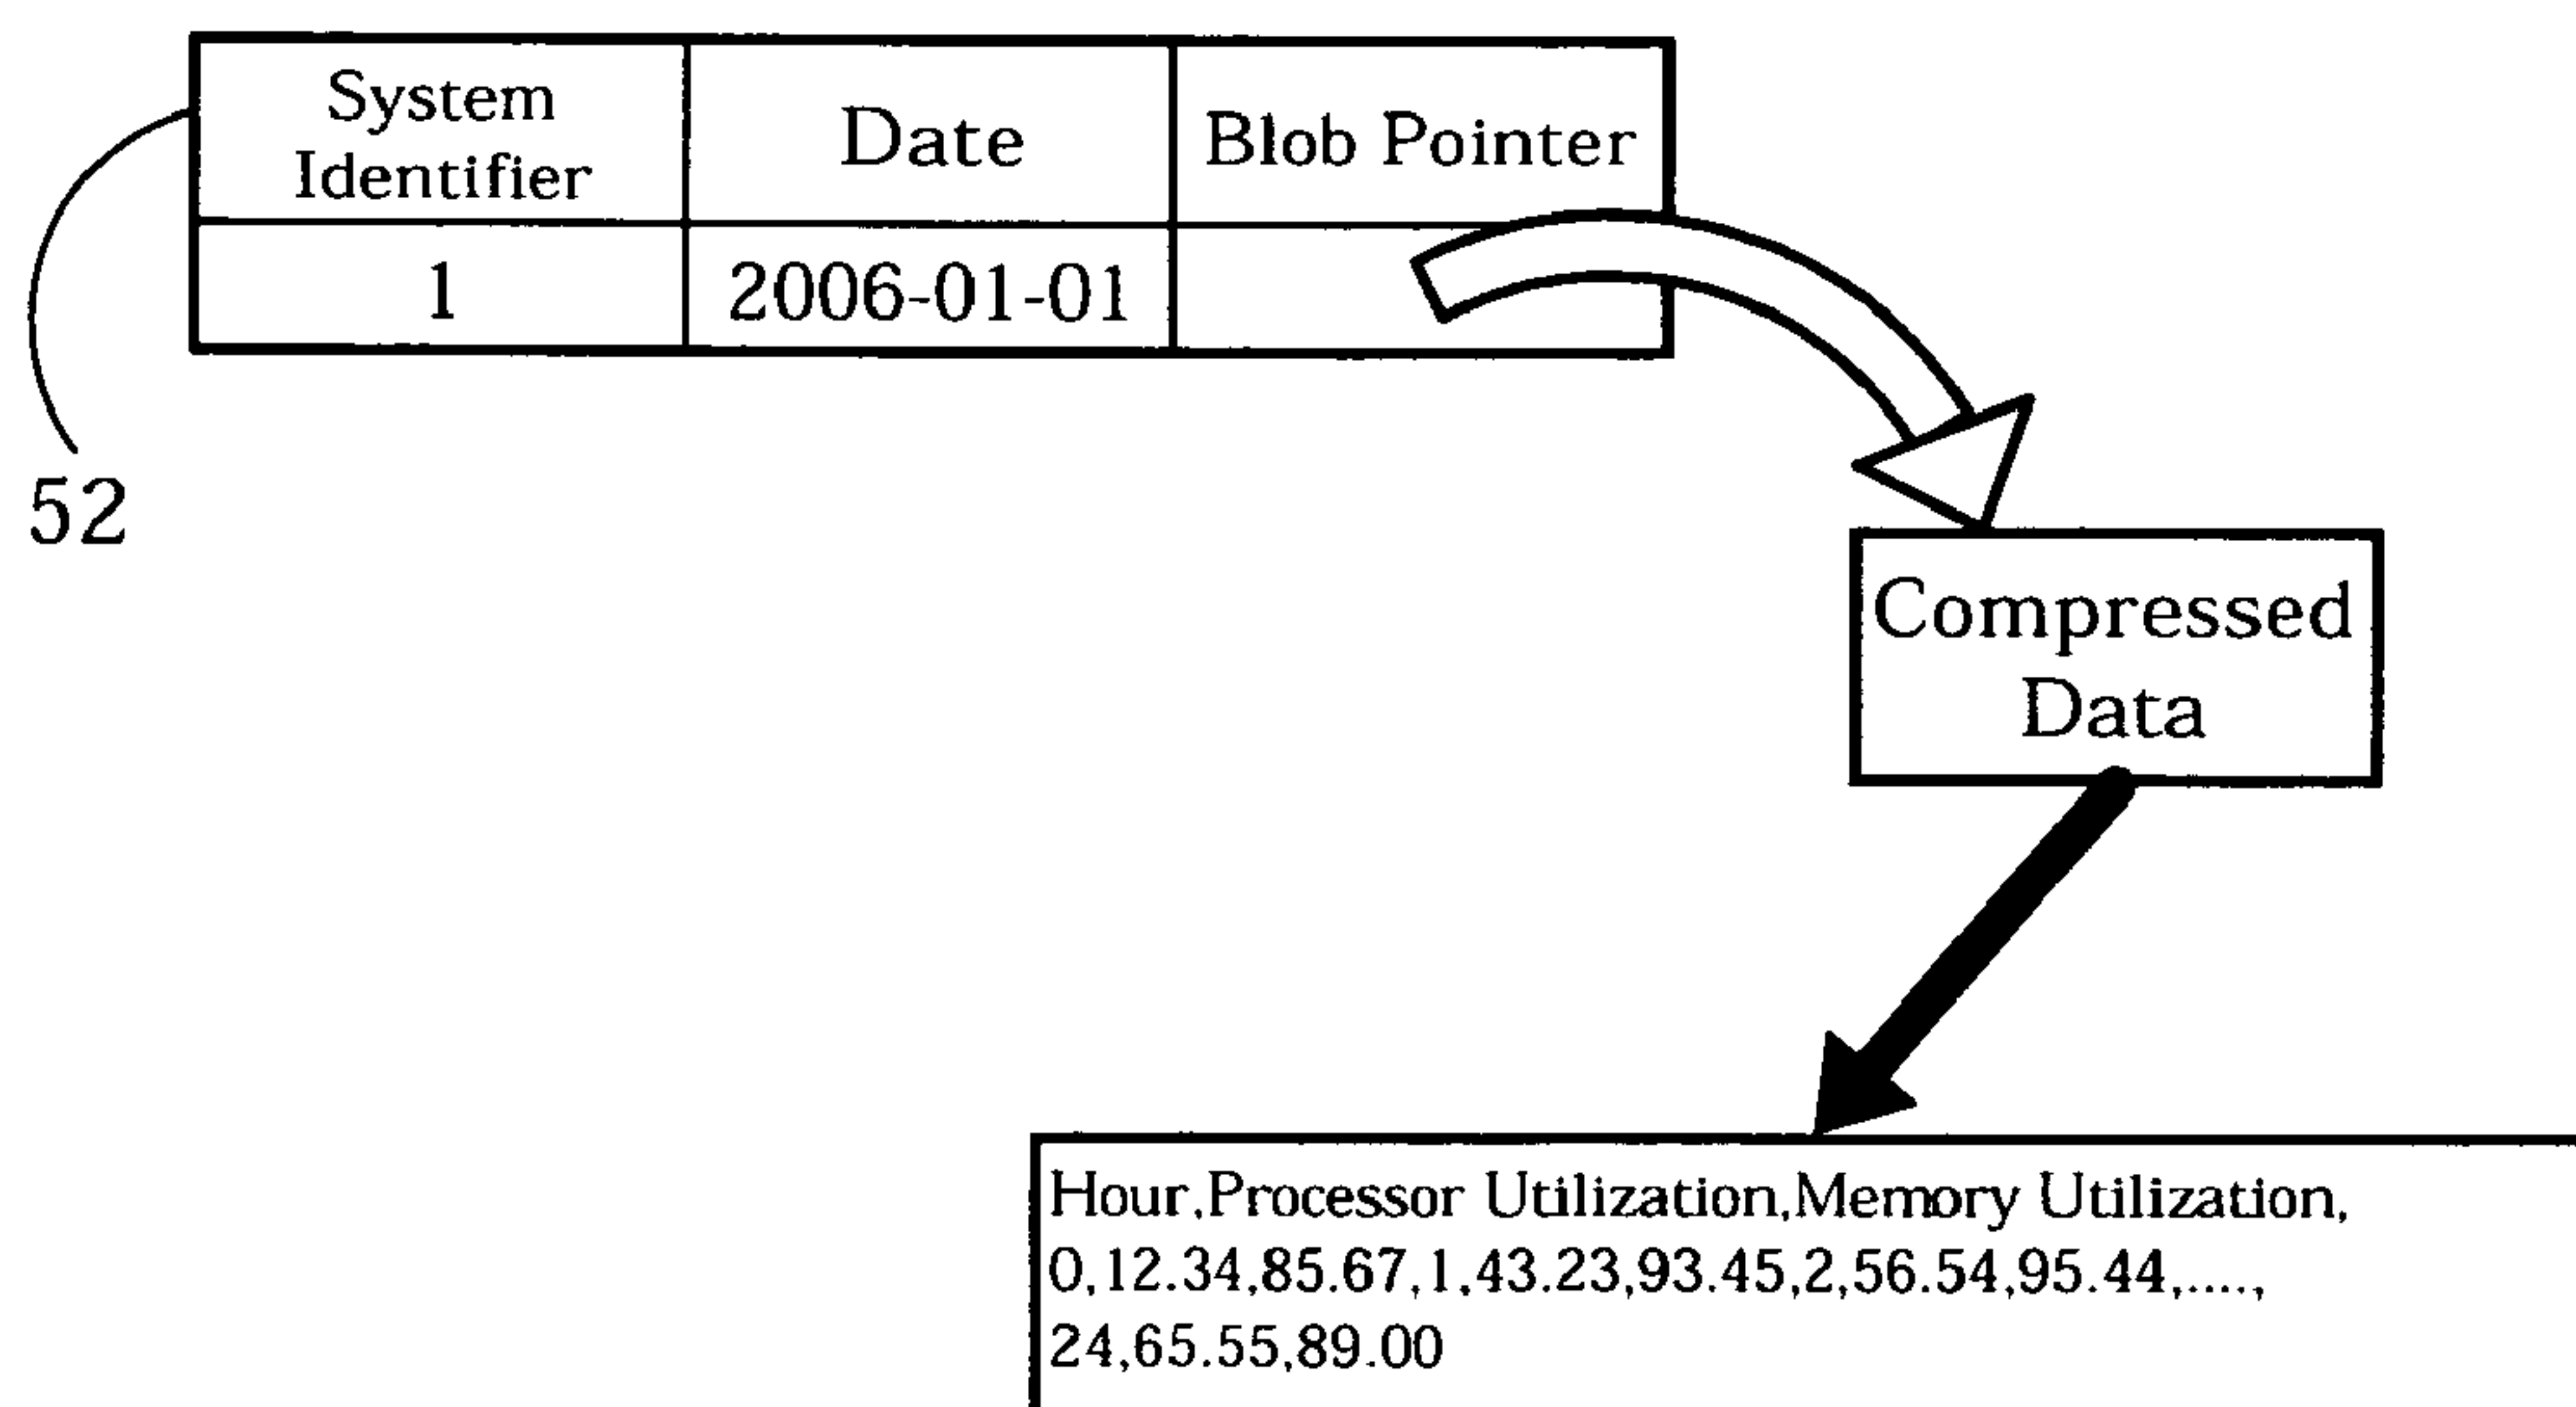 System
Identifier
Date
Blob Pointer
1
2006-01-01
52
Compressed
Data
Hour,Processor Utilization,Memory Utilization,
0,12.34,85.67,1,43.23,93.45,2,56.54,95.44,....,
24,65.55,89.00